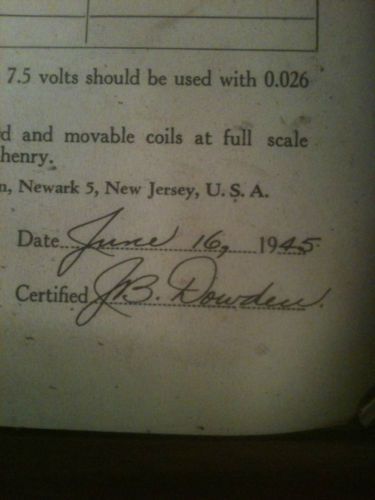 7.5 volts should be used with 0.026
d and movable coils at full scale
henry.
n, Newark 5, New Jersey, U. S. A.
Date June 16, 1945
Certified J.B. Dowden.